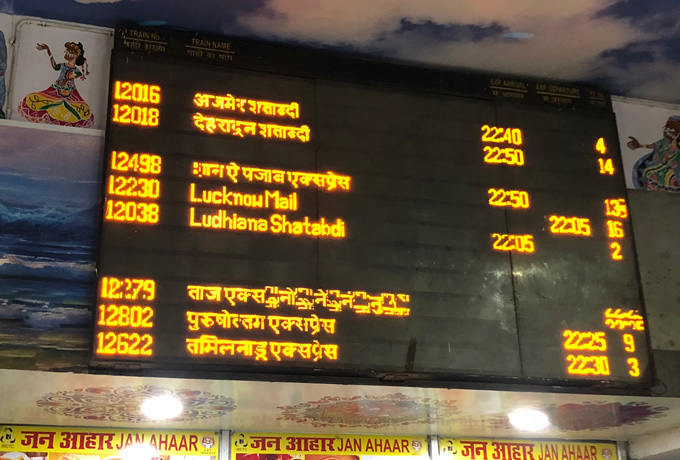 TRAIN No. TRAIN NAME EXP. ARRIVAL EXP. DEPARTURE
गाड़ी का नाम
12016 अजमेर शताब्दी 22:40 4
12018 देहरादून शताब्दी 22:50 14
12498 शान ऐ पंजाब एक्सप्रेस 22:50
12230 Lucknow Mail 22:05 16
12038 Ludhiana Shatabdi 22:05 2
12279 ताज एक्स
12802 पुरुषोत्तम एक्सप्रेस 22:25 9
12622 तमिलनाडू एक्सप्रेस 22:30 3
जन आहार JAN AHAAR
जन आहार JAN AHAAR
जन आहार JAN AHAAR